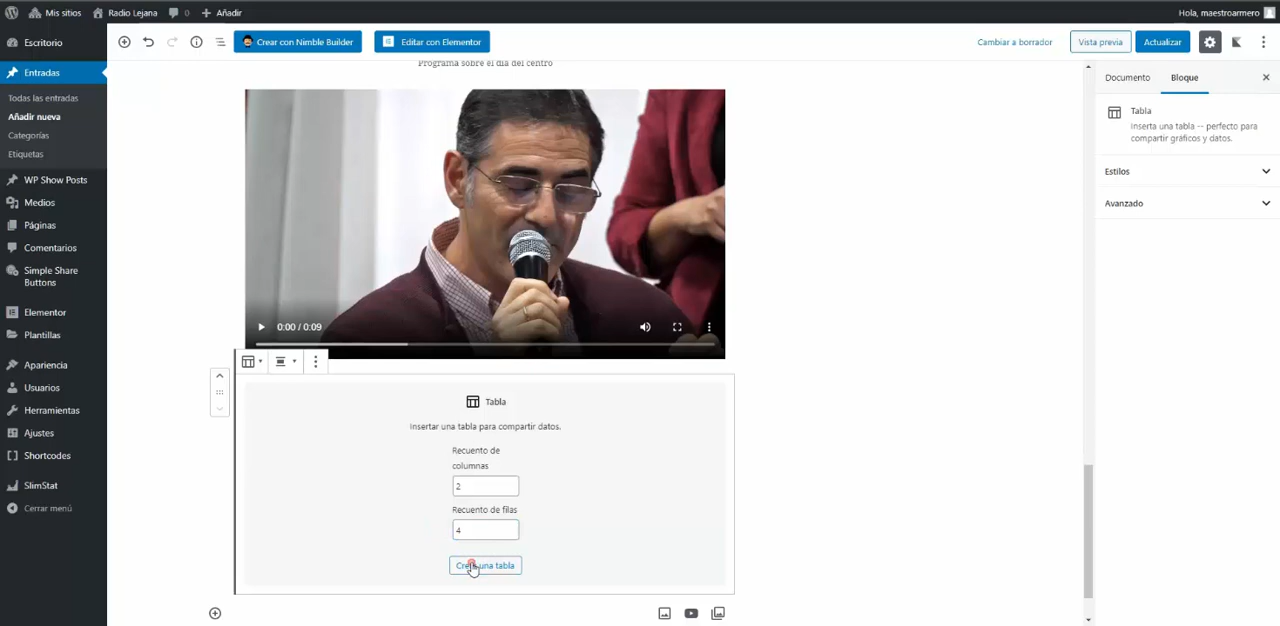 Mis sitios
Radio Lejana
0
Añadir
Hola, maestroarmero
Escritorio
Entradas
Todas las entradas
Añadir nueva
Categorías
Etiquetas
WP Show Posts
Medios
Páginas
Comentarios
Simple Share
Buttons
Elementor
Plantillas
Apariencia
Usuarios
Herramientas
Ajustes
Shortcodes
SlimStat
Cerrar menú
Crear con Nimble Builder
Editar con Elementor
Cambiar a borrador
Vista previa
Actualizar
Programa sobre el día del centro
0:00 / 0:09
Tabla
Insertar una tabla para compartir datos.
Recuento de
columnas
2
Recuento de filas
4
Crear una tabla
Documento
Bloque
Tabla
Inserta una tabla -- perfecto para
compartir gráficos y datos.
Estilos
Avanzado